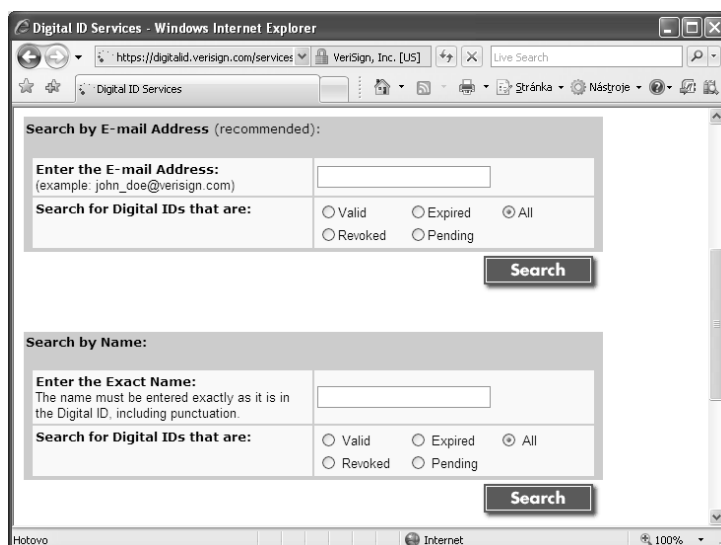 Digital ID Services - Windows Internet Explorer
https://digitalid.verisign.com/services VeriSign, Inc. [US] Live Search
Digital ID Services Stránka Nástroje
Search by E-mail Address (recommended):
Enter the E-mail Address:
(example: john_doe@verisign.com)
Search for Digital IDs that are: Valid Expired All
Revoked Pending
Search
Search by Name:
Enter the Exact Name:
The name must be entered exactly as it is in
the Digital ID, including punctuation.
Search for Digital IDs that are: Valid Expired All
Revoked Pending
Search
Hotovo Internet 100%